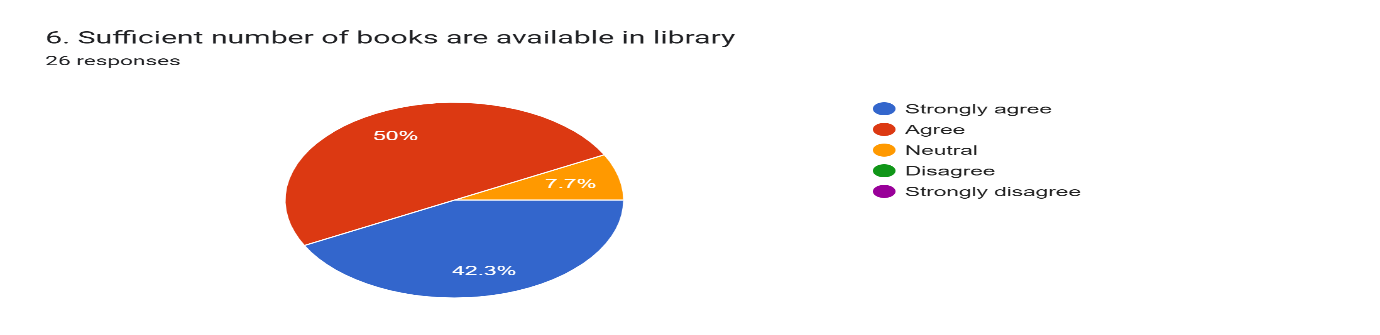 6. Sufficient number of books are available in library
26 responses
50%
7.7%
42.3%
Strongly agree
Agree
Neutral
Disagree
Strongly disagree